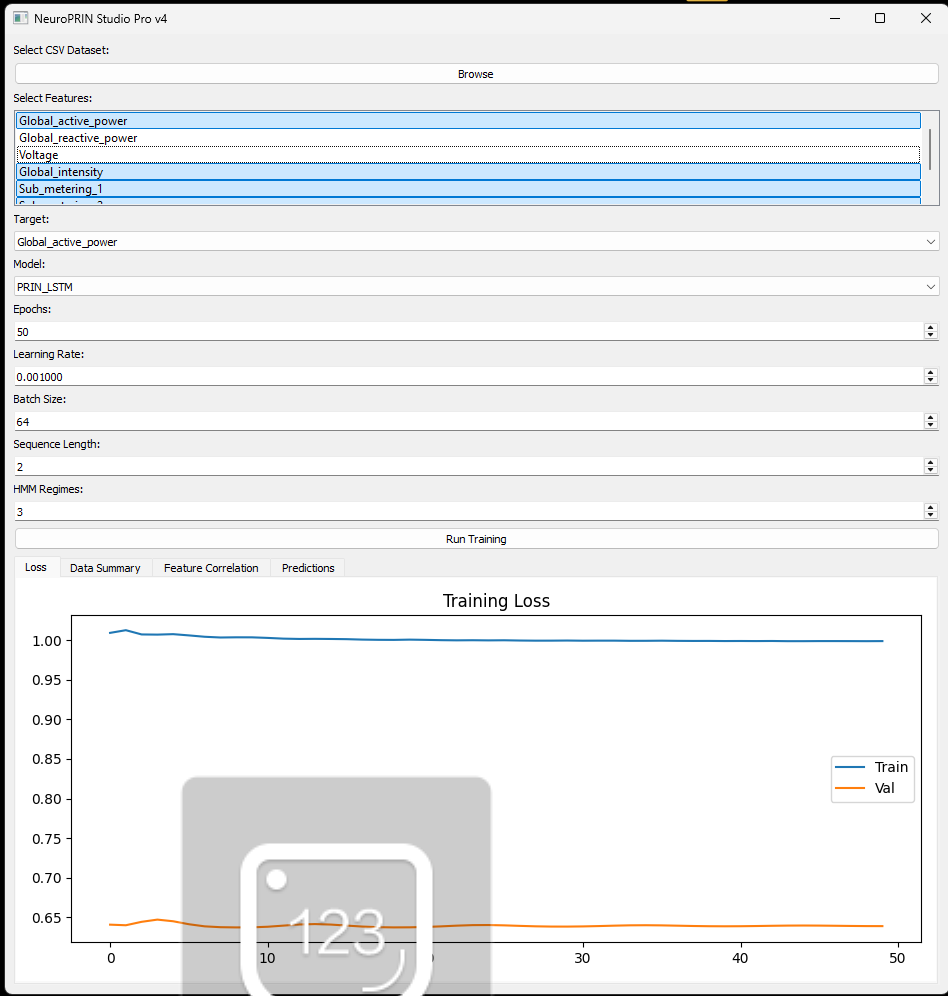 NeuroPRIN Studio Pro v4
Select CSV Dataset:
Browse
Select Features:
Global_active_power
Global_reactive_power
Voltage
Global_intensity
Sub_metering_1
Target:
Global_active_power
Model:
PRIN_LSTM
Epochs:
50
Learning Rate:
0.001000
Batch Size:
64
Sequence Length:
2
HMM Regimes:
3
Run Training
Loss Data Summary Feature Correlation Predictions
Training Loss
1.00
0.95
0.90
0.85
0.80
0.75
0.70
0.65
Train
Val
123
0 10 30 40 50